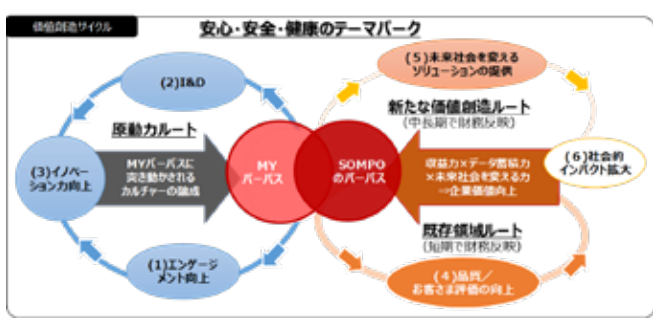 価値創造サイクル
安心・安全・健康のテーマパーク
(2)I&D
原動力ルート
(3)イノベー
ション力向上
MYパーパスに
突き動かされる
カルチャーの醸成
(1)エンゲージ
メント向上
MY
パーパス
SOMPO
のパーパス
(5)未来社会を変える
ソリューションの提供
新たな価値創造ルート
(中長期で財務反映)
収益力×データ蓄積力
×未来社会を変える力
⇒企業価値向上
(6)社会的
インパクト拡大
既存領域ルート
(短期で財務反映)
(4)品質/
お客さま評価の向上